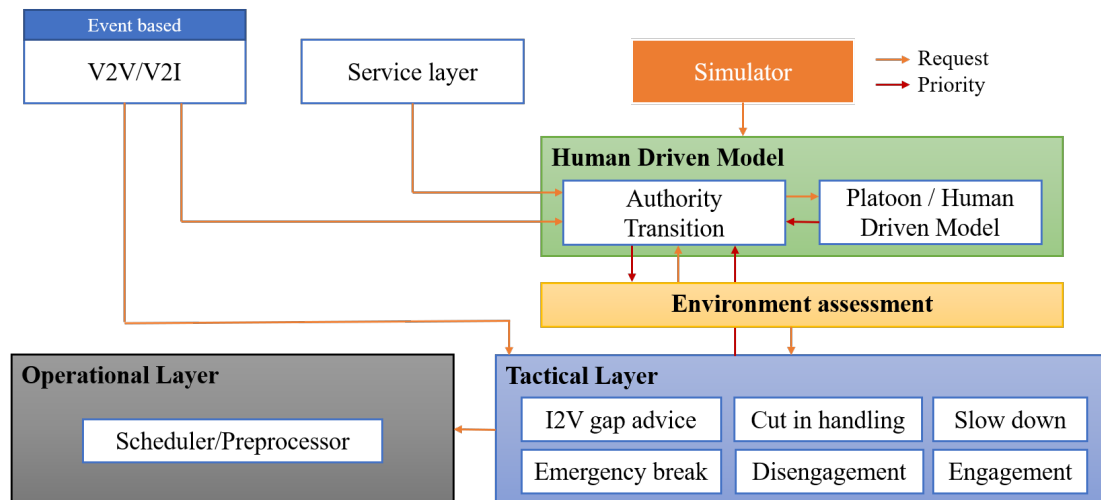 Event based
V2V/V2I
Service layer
Simulator
Request
Priority
Human Driven Model
Authority
Transition
Platoon / Human
Driven Model
Environment assessment
Operational Layer
Scheduler/Preprocessor
Tactical Layer
I2V gap advice
Cut in handling
Slow down
Emergency break
Disengagement
Engagement